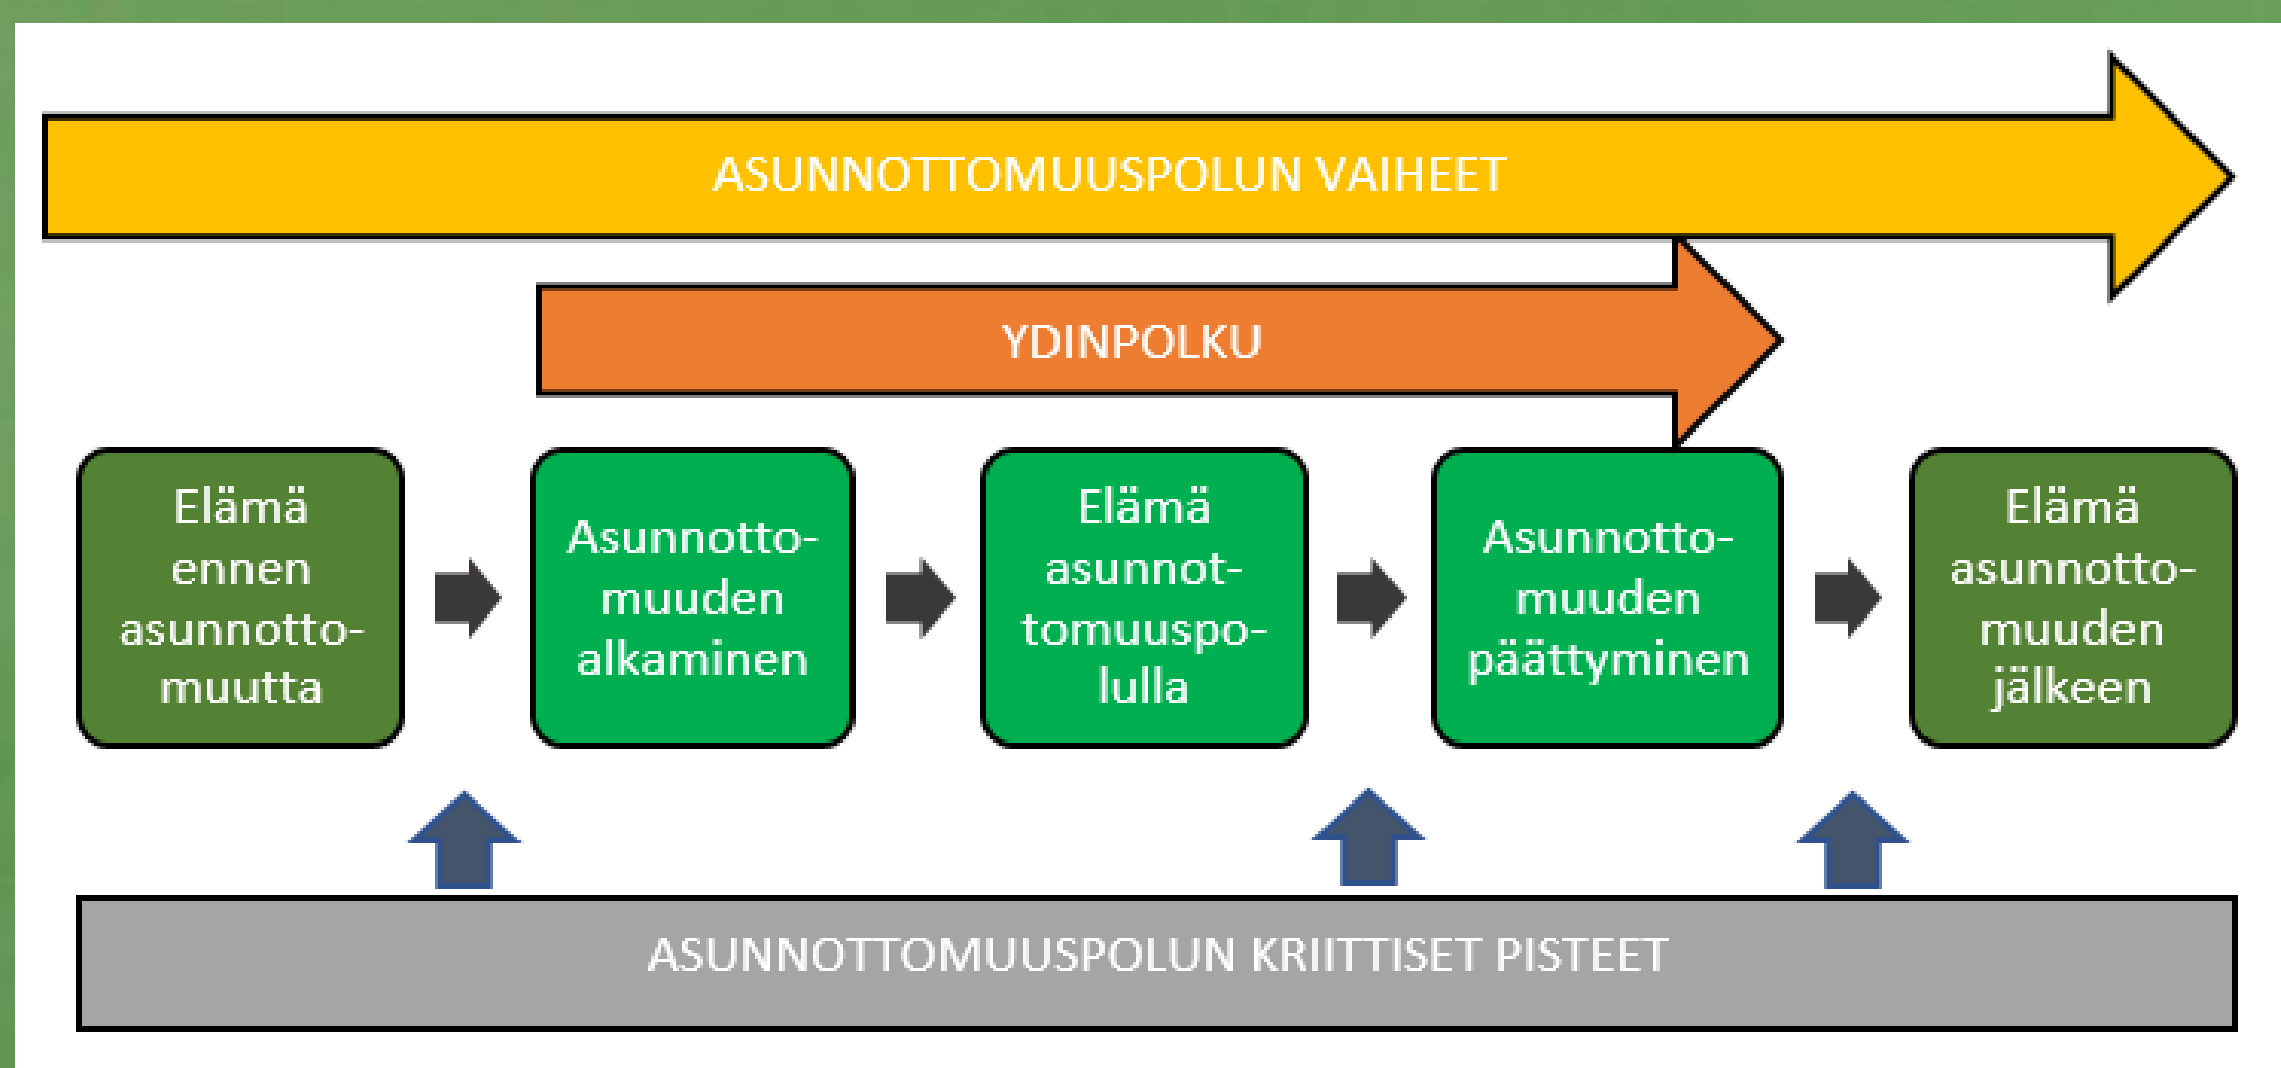 ASUNNOTTOMUUSPOLUN VAIHEET
YDINPOLKU
Elämä
ennen
asunnotto-
muutta
Asunnotto-
muuden
alkaminen
Elämä
asunnot-
tomuuspo-
lulla
Asunnotto-
muuden
päättyminen
Elämä
asunnotto-
muuden
jälkeen
ASUNNOTTOMUUSPOLUN KRIITTISET PISTEET